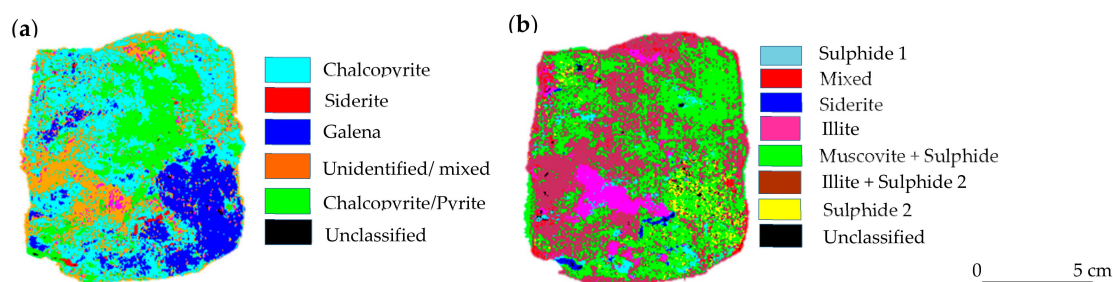 (a)
Chalcopyrite
Siderite
Galena
Unidentified/ mixed
Chalcopyrite/Pyrite
Unclassified
(b)
Sulphide 1
Mixed
Siderite
Illite
Muscovite + Sulphide
Illite + Sulphide 2
Sulphide 2
Unclassified
0 5 cm